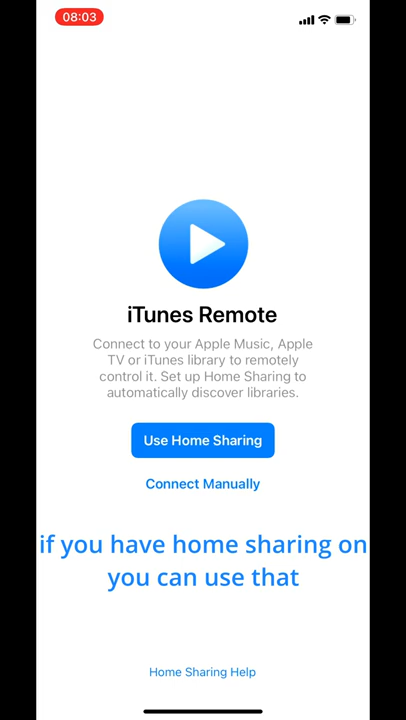 08:03
iTunes Remote
Connect to your Apple Music, Apple
TV or iTunes library to remotely
control it. Set up Home Sharing to
automatically discover libraries.
Use Home Sharing
Connect Manually
if you have home sharing on
you can use that
Home Sharing Help